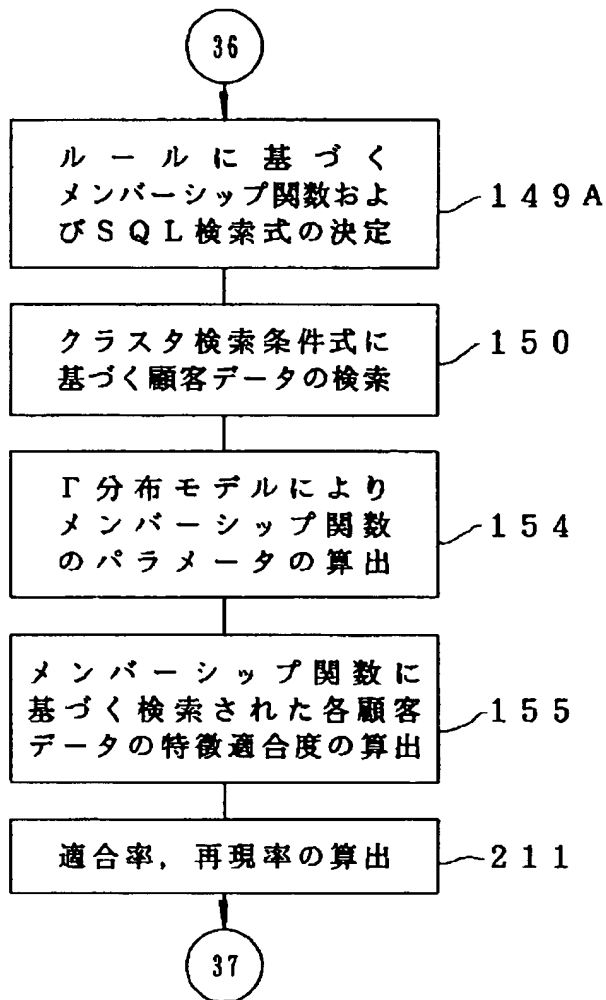 36
ルールに基づく
メンバーシップ関数およ
びSQL検索式の決定
149A
クラスタ検索条件式に
基づく顧客データの検索
150
Γ分布モデルにより
メンバーシップ関数
のパラメータの算出
154
メンバーシップ関数に
基づく検索された各顧客
データの特徴適合度の算出
155
適合率,再現率の算出
211
37